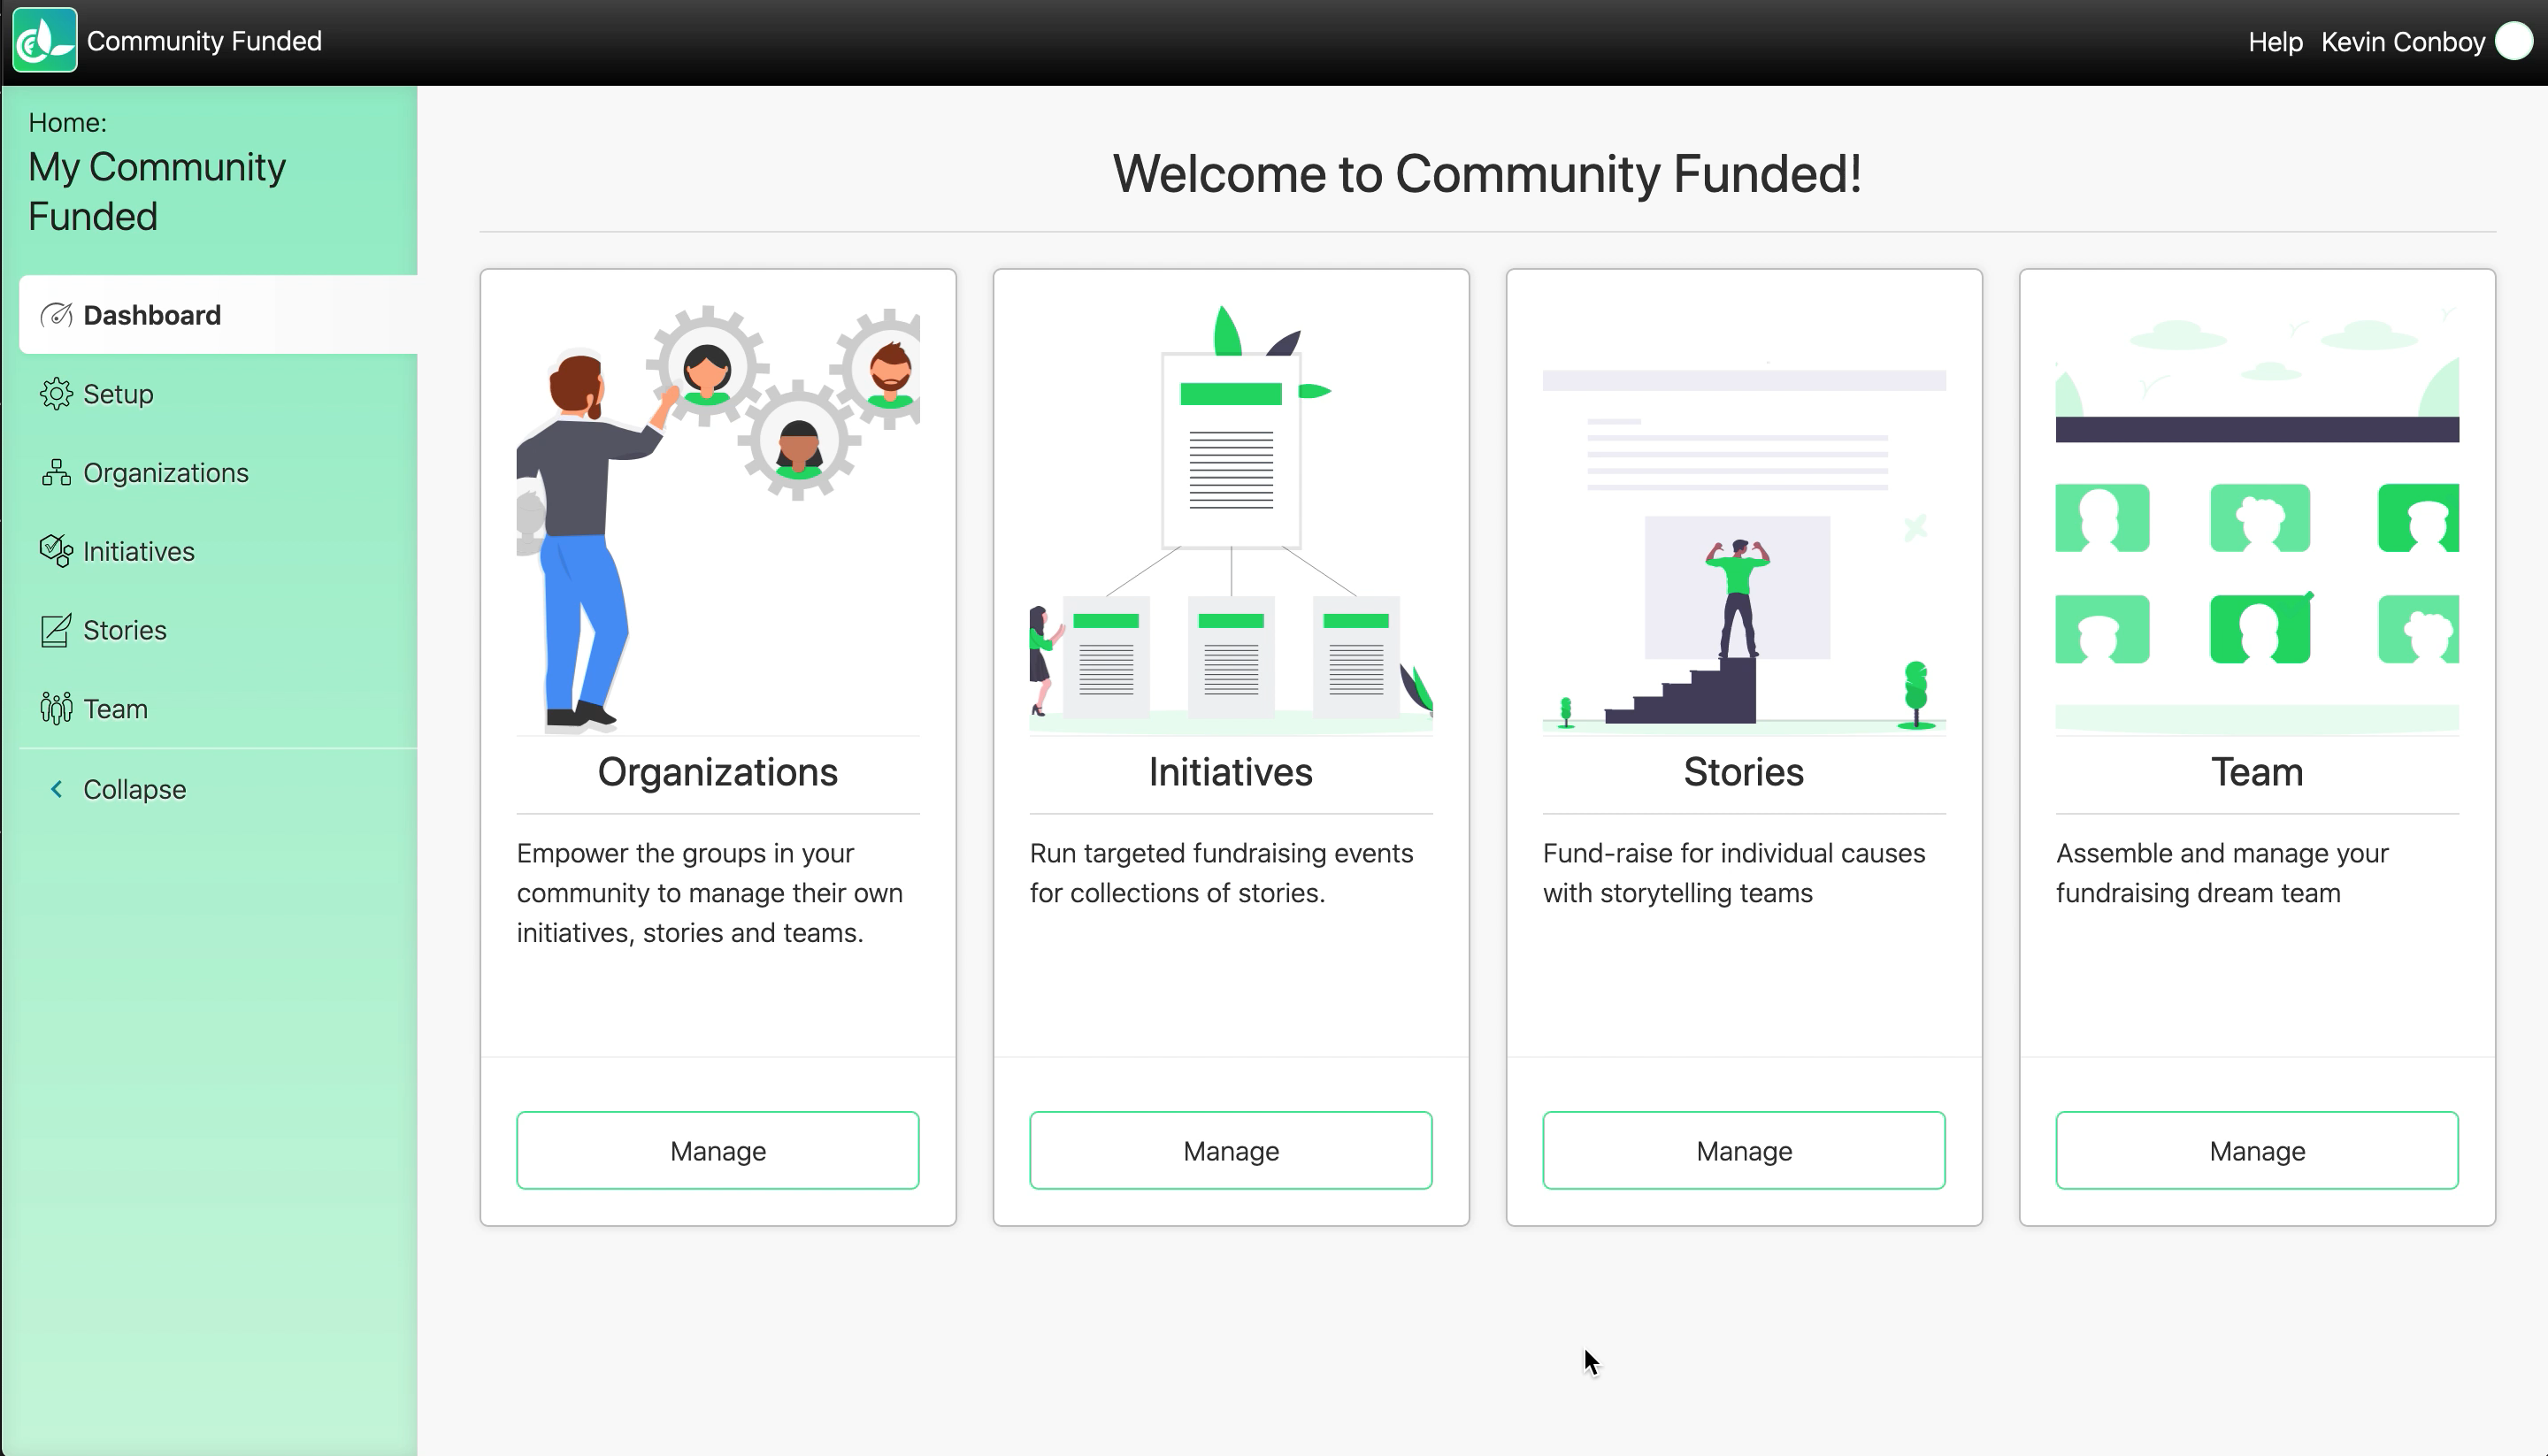 Community Funded
Help Kevin Conboy
Home:
My Community
Funded
Dashboard
Setup
Organizations
Initiatives
Stories
Team
Collapse
Welcome to Community Funded!
Organizations
Empower the groups in your
community to manage their own
initiatives, stories and teams.
Manage
Initiatives
Run targeted fundraising events
for collections of stories.
Manage
Stories
Fund-raise for individual causes
with storytelling teams
Manage
Team
Assemble and manage your
fundraising dream team
Manage